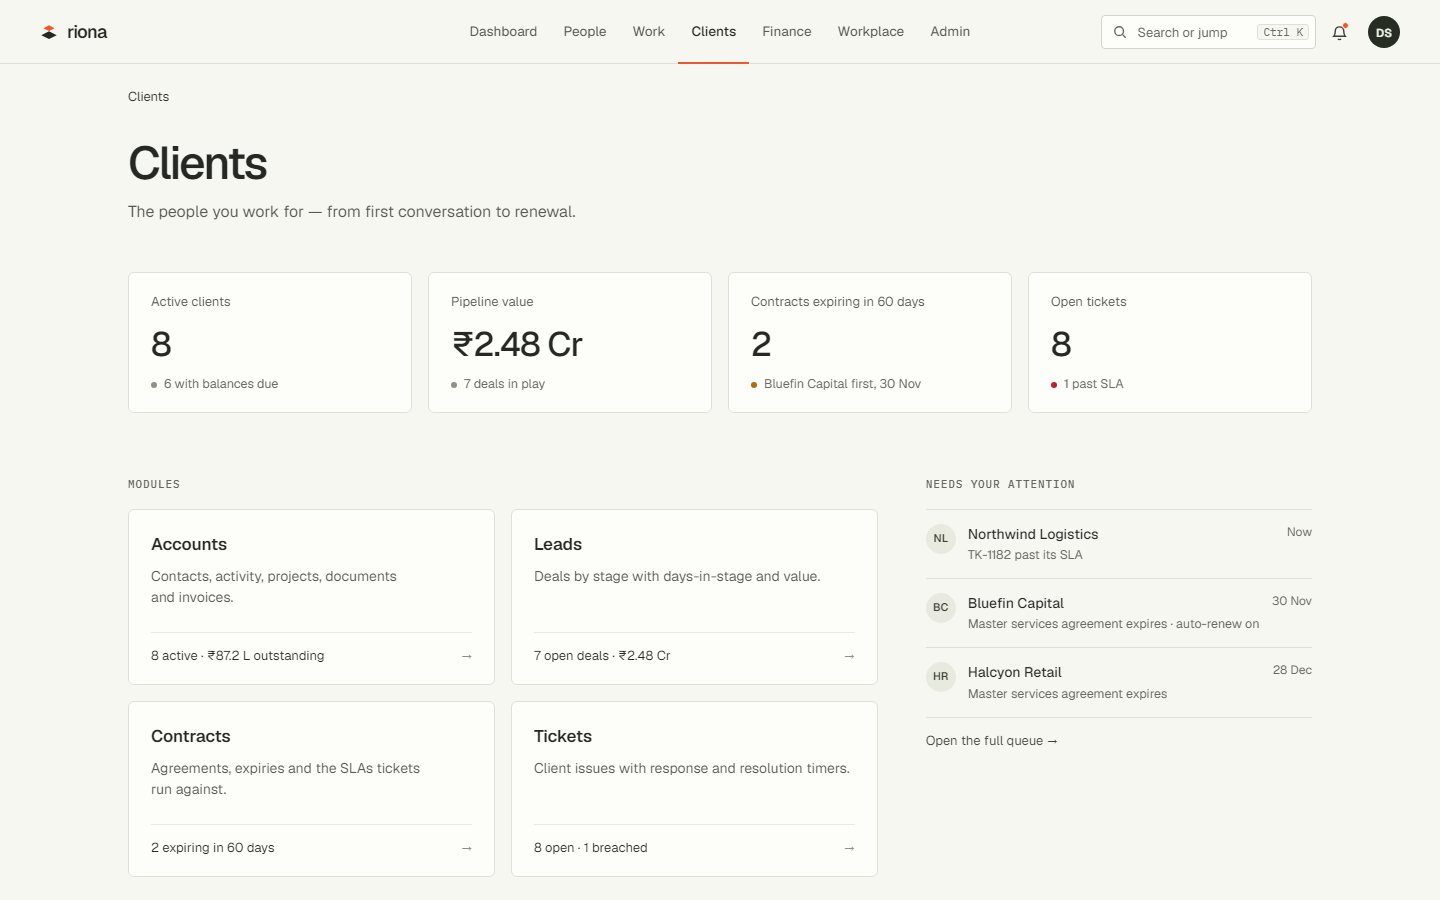 riona
Dashboard People Work Clients Finance Workplace Admin
Search or jump Ctrl K
DS
Clients
Clients
The people you work for — from first conversation to renewal.
Active clients
8
6 with balances due
Pipeline value
₹2.48 Cr
7 deals in play
Contracts expiring in 60 days
2
Bluefin Capital first, 30 Nov
Open tickets
8
1 past SLA
MODULES
Accounts
Contacts, activity, projects, documents
and invoices.
8 active · ₹87.2 L outstanding →
Leads
Deals by stage with days-in-stage and value.
7 open deals · ₹2.48 Cr →
Contracts
Agreements, expiries and the SLAs tickets
run against.
2 expiring in 60 days →
Tickets
Client issues with response and resolution timers.
8 open · 1 breached →
NEEDS YOUR ATTENTION
NL Northwind Logistics Now
TK-1182 past its SLA
BC Bluefin Capital 30 Nov
Master services agreement expires · auto-renew on
HR Halcyon Retail 28 Dec
Master services agreement expires
Open the full queue →